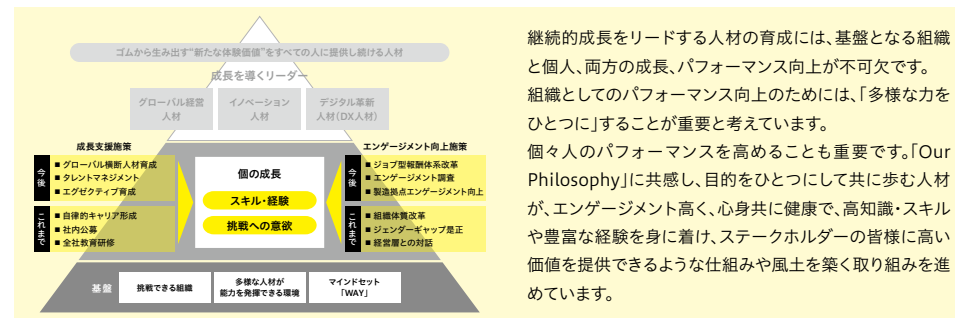 ゴムから生み出す“新たな体験価値”をすべての人に提供し続ける人材
成長を導くリーダー
グローバル経営
人材
イノベーション
人材
デジタル革新
人材(DX人材)
成長支援施策
今後
■ グローバル横断人材育成
■ タレントマネジメント
■ エグゼクティブ育成
これまで
■ 自律的キャリア形成
■ 社内公募
■ 全社教育研修
個の成長
スキル・経験
挑戦への意欲
エンゲージメント向上施策
今後
■ ジョブ型報酬体系改革
■ エンゲージメント調査
■ 製造拠点エンゲージメント向上
これまで
■ 組織体質改革
■ ジェンダーギャップ是正
■ 経営層との対話
基盤
挑戦できる組織
多様な人材が
能力を発揮できる環境
マインドセット
「WAY」
継続的成長をリードする人材の育成には、基盤となる組織
と個人、両方の成長、パフォーマンス向上が不可欠です。
組織としてのパフォーマンス向上のためには、「多様な力を
ひとつに」することが重要と考えています。
個々人のパフォーマンスを高めることも重要です。「Our
Philosophy」に共感し、目的をひとつにして共に歩む人材
が、エンゲージメント高く、心身共に健康で、高知識・スキル
や豊富な経験を身に着け、ステークホルダーの皆様に高い
価値を提供できるような仕組みや風土を築く取り組みを進
めています。